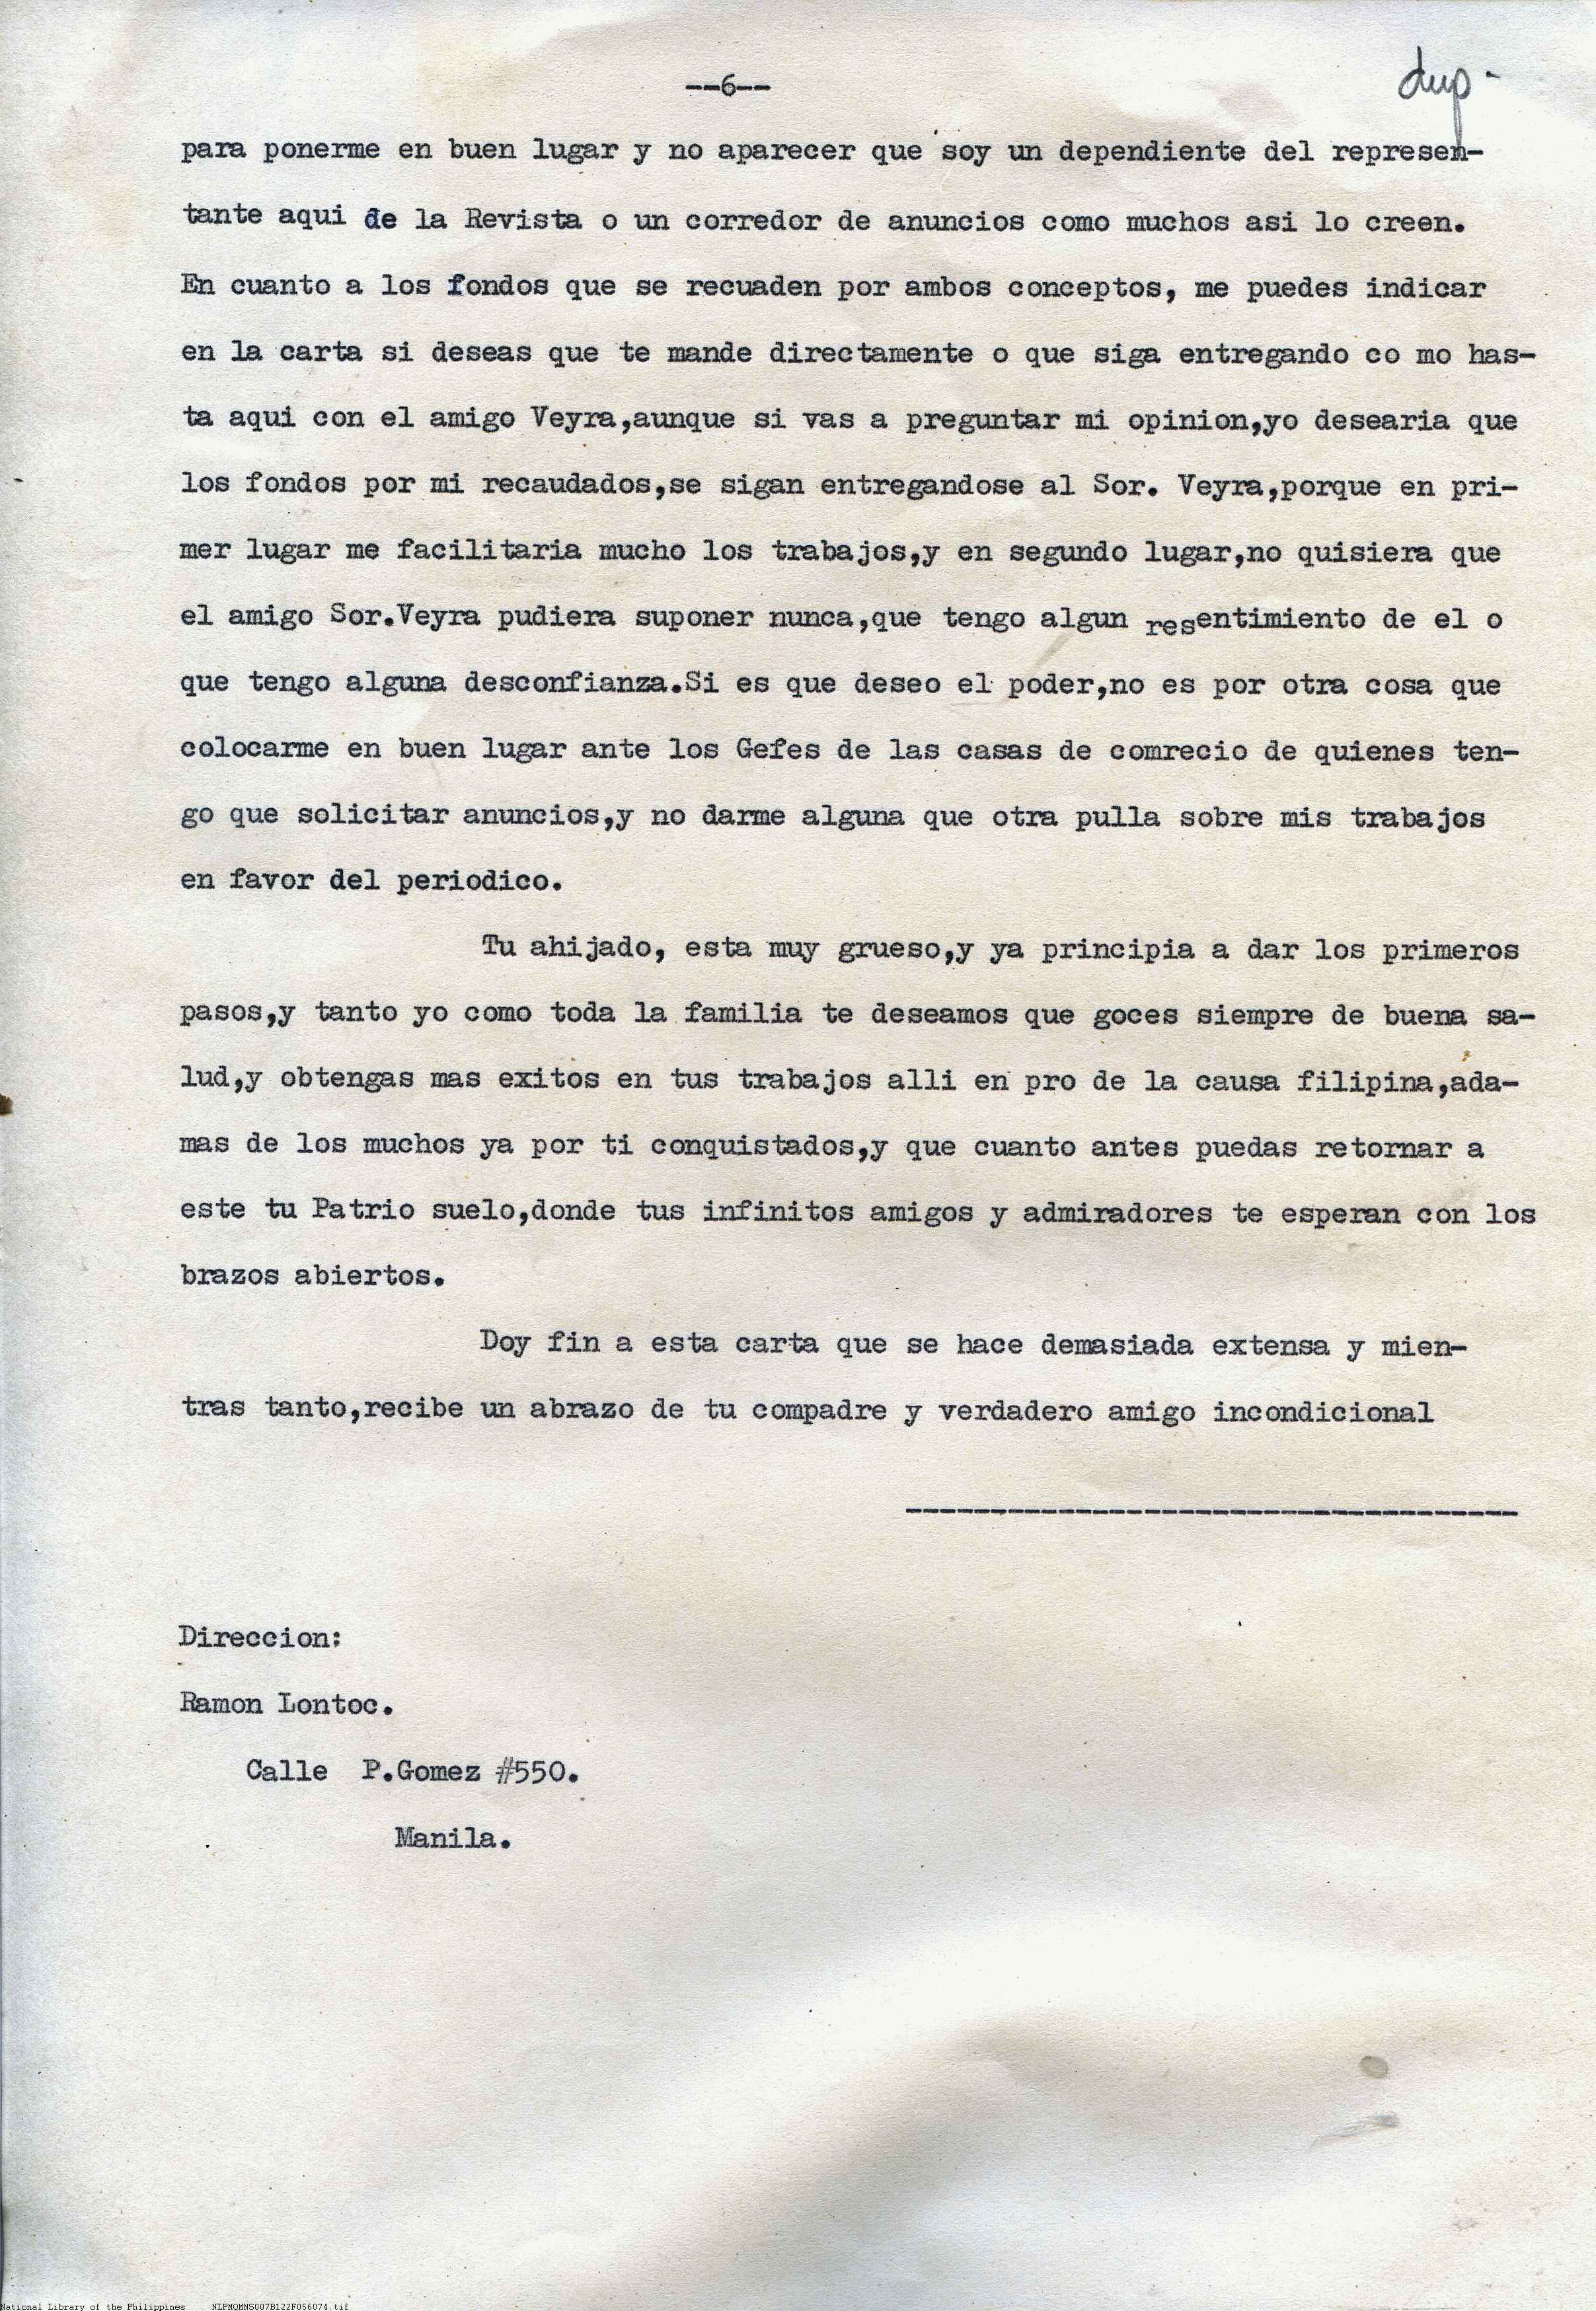 --6--
dup-
para ponerme en buen lugar y no aparecer que soy un dependiente del represen-
tante aqui de la Revista o un corredor de anuncios como muchos asi lo creen.
En cuanto a los fondos que se recuaden por ambos conceptos, me puedes indicar
en la carta si deseas que te mande directamente o que siga entregando co mo has-
ta aqui con el amigo Veyra,aunque si vas a preguntar mi opinion,yo desearia que
los fondos por mi recaudados,se sigan entregandose al Sor. Veyra,porque en pri-
mer lugar me facilitaria mucho los trabajos,y en segundo lugar,no quisiera que
el amigo Sor.Veyra pudiera suponer nunca,que tengo algun resentimiento de el o
que tengo alguna desconfianza.Si es que deseo el poder,no es por otra cosa que
colocarme en buen lugar ante los Gefes de las casas de comrecio de quienes ten-
go que solicitar anuncios,y no darme alguna que otra pulla sobre mis trabajos
en favor del periodico.
Tu ahijado, esta muy grueso,y ya principia a dar los primeros
pasos,y tanto yo como toda la familia te deseamos que goces siempre de buena sa-
lud,y obtengas mas exitos en tus trabajos alli en pro de la causa filipina,ada-
mas de los muchos ya por ti conquistados,y que cuanto antes puedas retornar a
este tu Patrio suelo,donde tus infinitos amigos y admiradores te esperan con los
brazos abiertos.
Doy fin a esta carta que se hace demasiada extensa y mien-
tras tanto,recibe un abrazo de tu compadre y verdadero amigo incondicional
------------------------------------
Direccion:
Ramon Lontoc.
Calle P.Gomez #550.
Manila.
National Library of the Philippines NLPMQMNS007B122F056074.tif